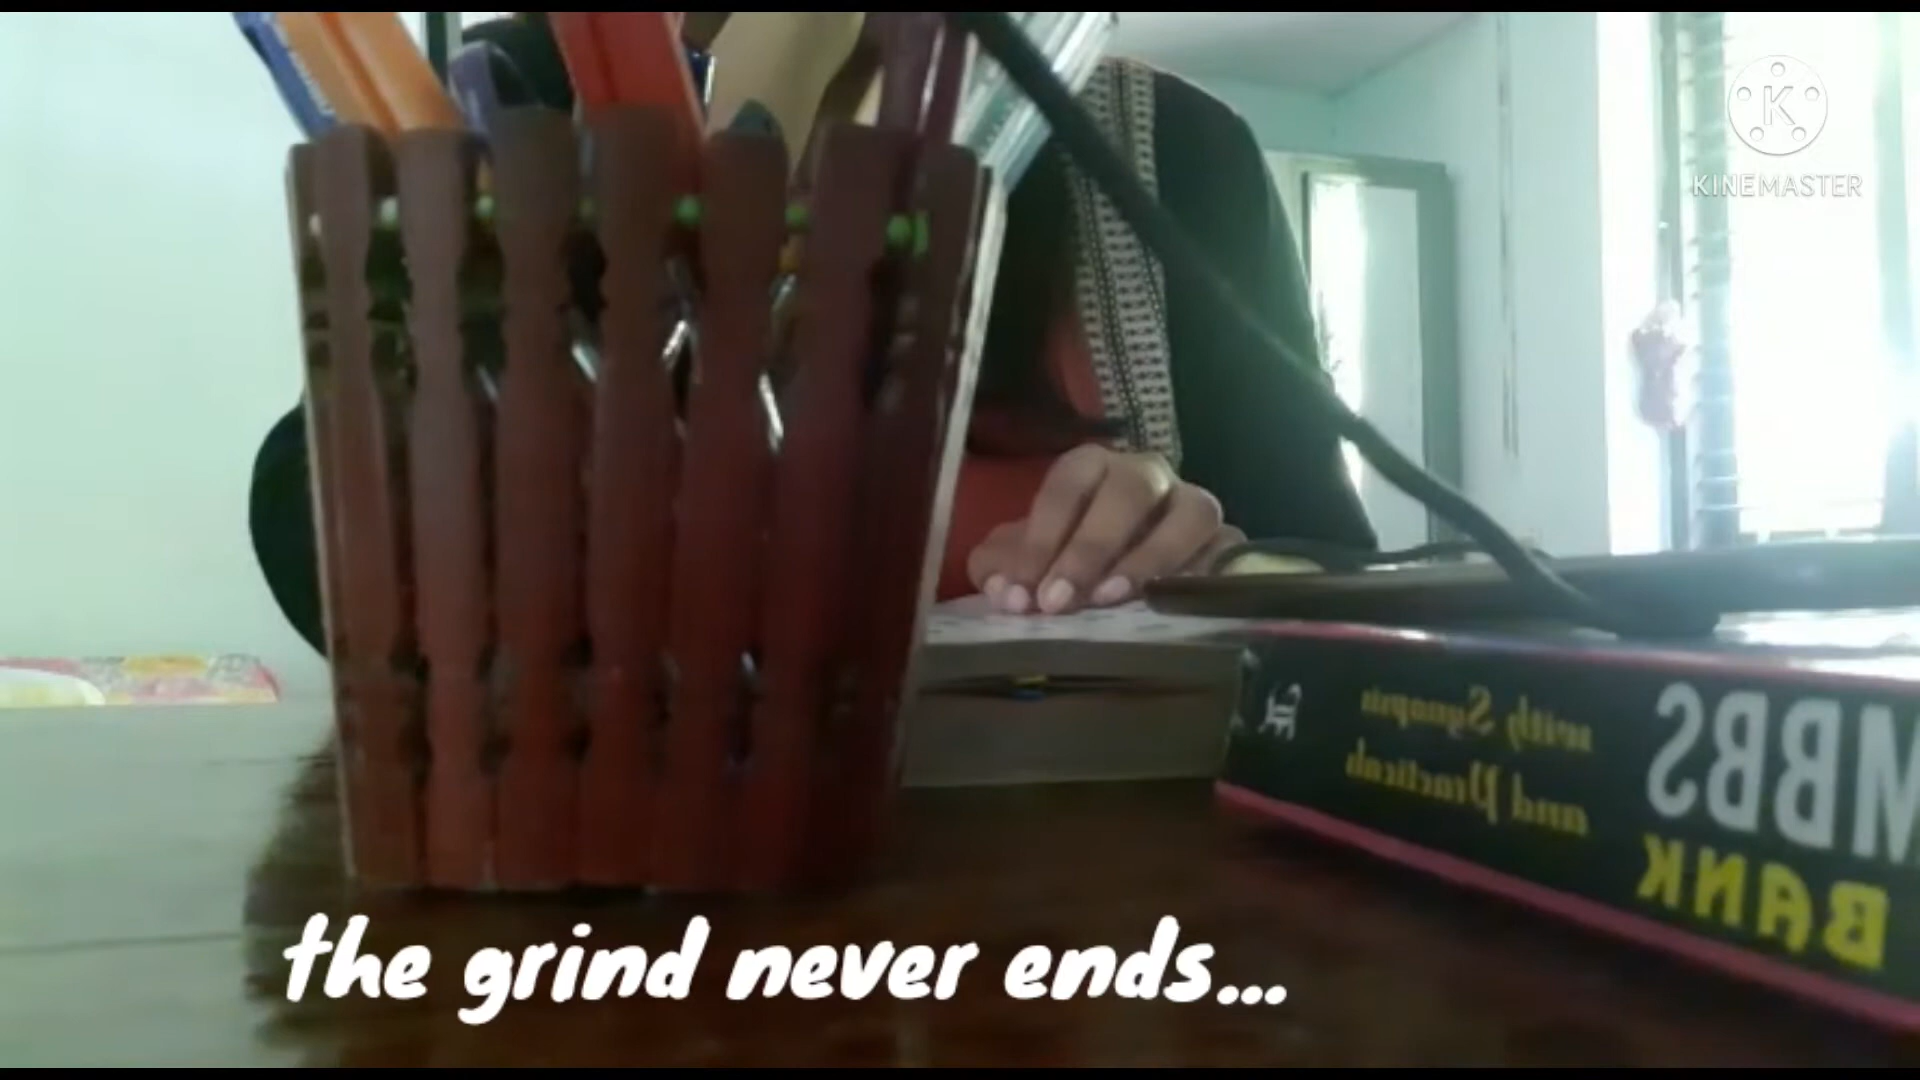 K
KINEMASTER
with Synopsis
and Practicals
MBBS
BANK
the grind never ends...